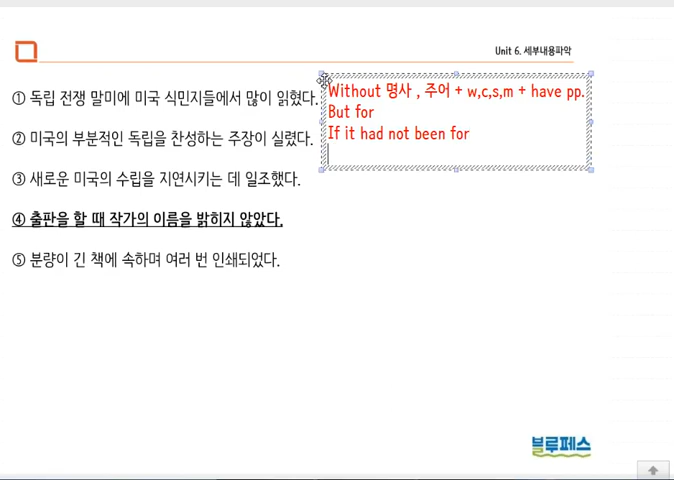 Unit 6. 세부내용파악
① 독립 전쟁 말미에 미국 식민지들에서 많이 읽혔다.
② 미국의 부분적인 독립을 찬성하는 주장이 실렸다.
③ 새로운 미국의 수립을 지연시키는 데 일조했다.
④ 출판을 할 때 작가의 이름을 밝히지 않았다.
⑤ 분량이 긴 책에 속하며 여러 번 인쇄되었다.
Without 명사 , 주어 + w,c,s,m + have pp.
But for
If it had not been for
블루페스